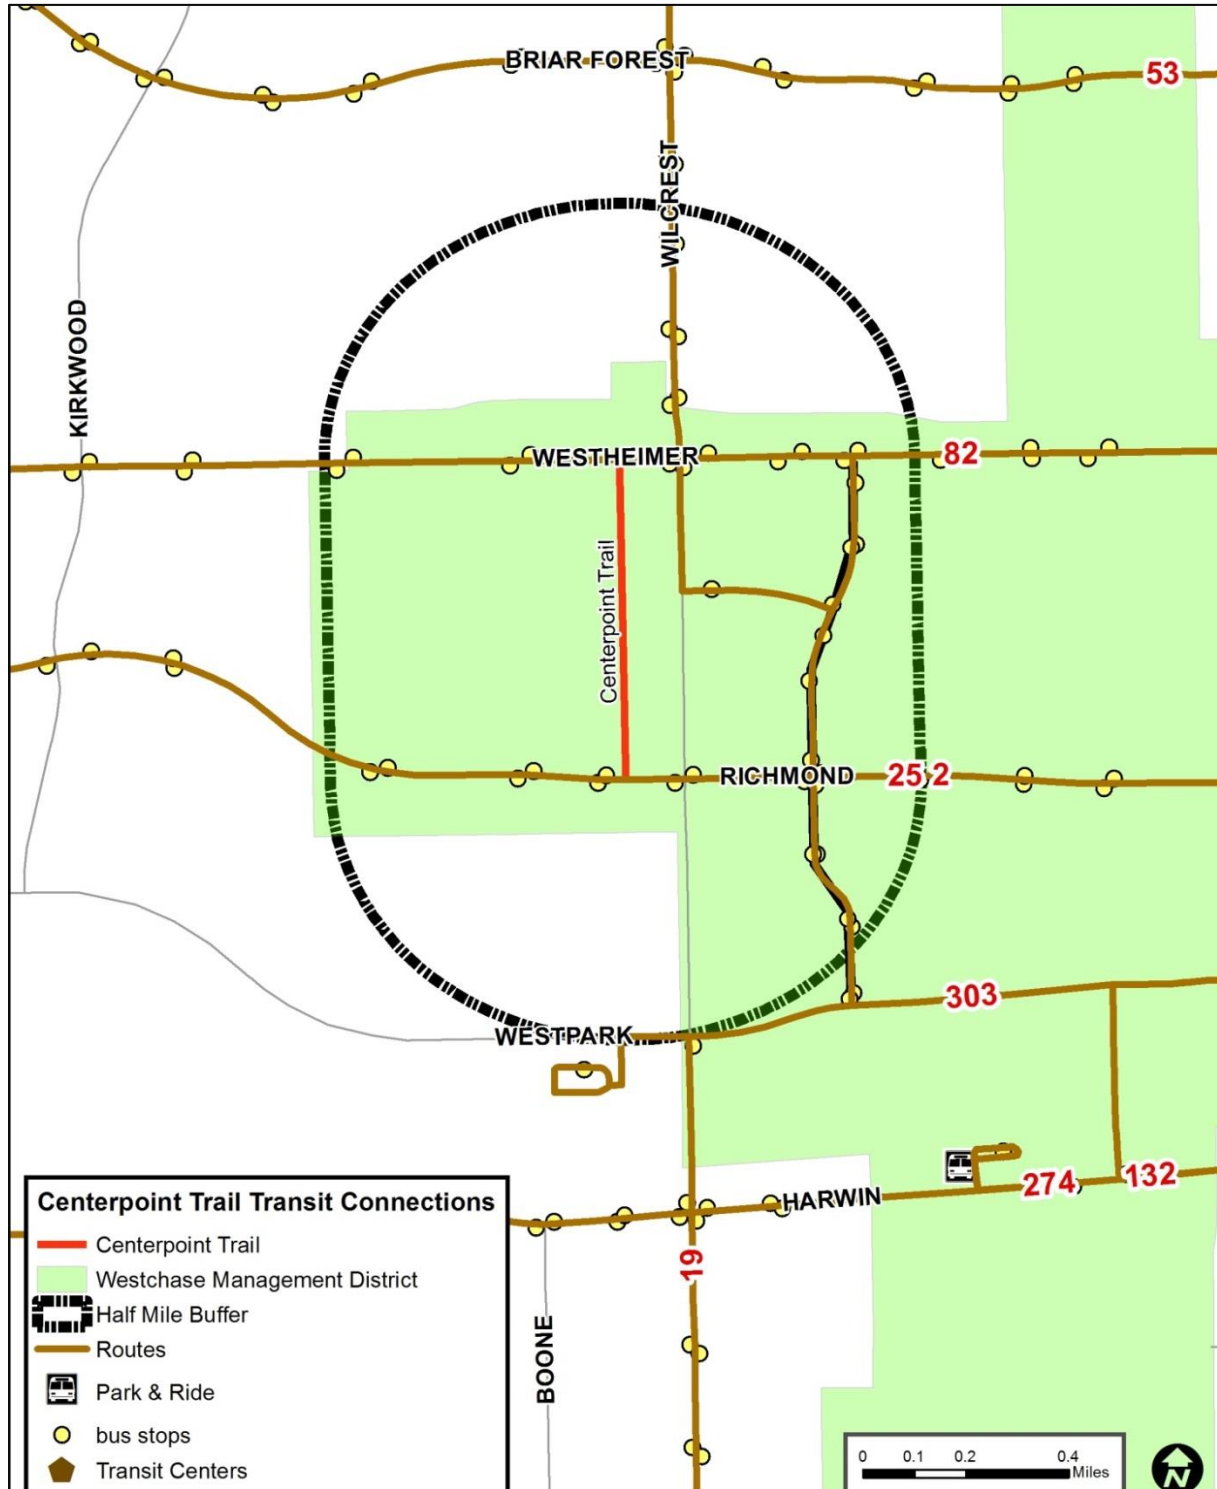 BRIAR FOREST
53
WILCREST
KIRKWOOD
WESTHEIMER
82
Centerpoint Trail
RICHMOND
25 2
303
WESTPARK
HARWIN
274
132
19
BOONE
Centerpoint Trail Transit Connections
Centerpoint Trail
Westchase Management District
Half Mile Buffer
Routes
Park & Ride
bus stops
Transit Centers
0 0.1 0.2 0.4
Miles
N